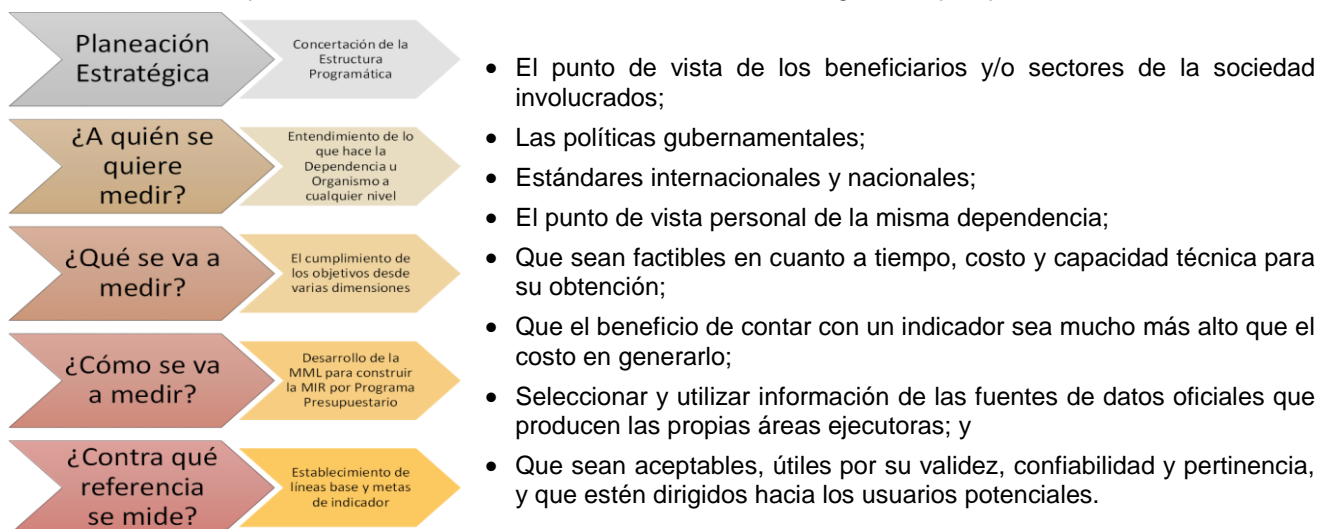 Planeación
Estratégica
Concertación de la
Estructura
Programática
¿A quién se
quiere
medir?
Entendimiento de lo
que hace la
Dependencia u
Organismo a
cualquier nivel
¿Qué se va a
medir?
El cumplimiento de
los objetivos desde
varias dimensiones
¿Cómo se va
a medir?
Desarrollo de la
MML para construir
la MIR por Programa
Presupuestario
¿Contra qué
referencia
se mide?
Establecimiento de
líneas base y metas
de indicador
• El punto de vista de los beneficiarios y/o sectores de la sociedad
involucrados;
• Las políticas gubernamentales;
• Estándares internacionales y nacionales;
• El punto de vista personal de la misma dependencia;
• Que sean factibles en cuanto a tiempo, costo y capacidad técnica para
su obtención;
• Que el beneficio de contar con un indicador sea mucho más alto que el
costo en generarlo;
• Seleccionar y utilizar información de las fuentes de datos oficiales que
producen las propias áreas ejecutoras; y
• Que sean aceptables, útiles por su validez, confiabilidad y pertinencia,
y que estén dirigidos hacia los usuarios potenciales.